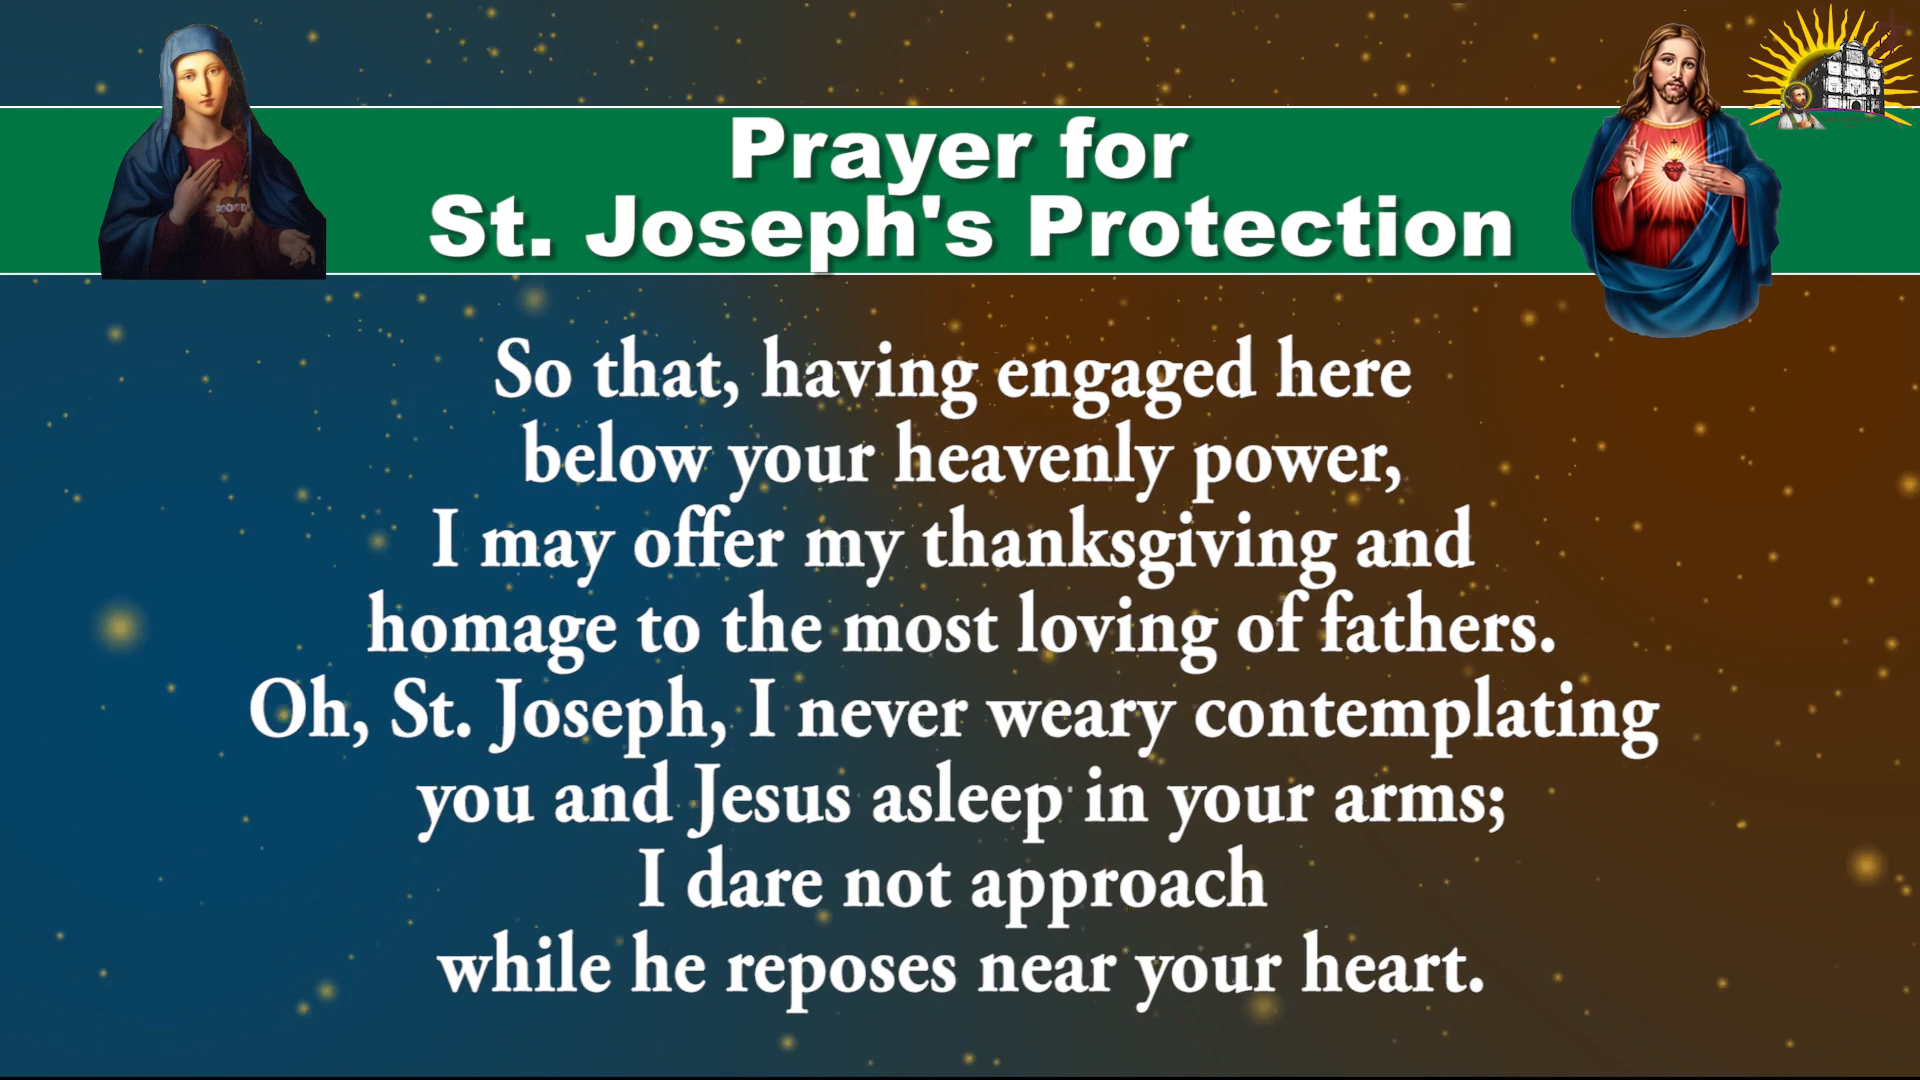 Prayer for
St. Joseph's Protection
So that, having engaged here
below your heavenly power,
I may offer my thanksgiving and
homage to the most loving of fathers.
Oh, St. Joseph, I never weary contemplating
you and Jesus asleep in your arms;
I dare not approach
while he reposes near your heart.